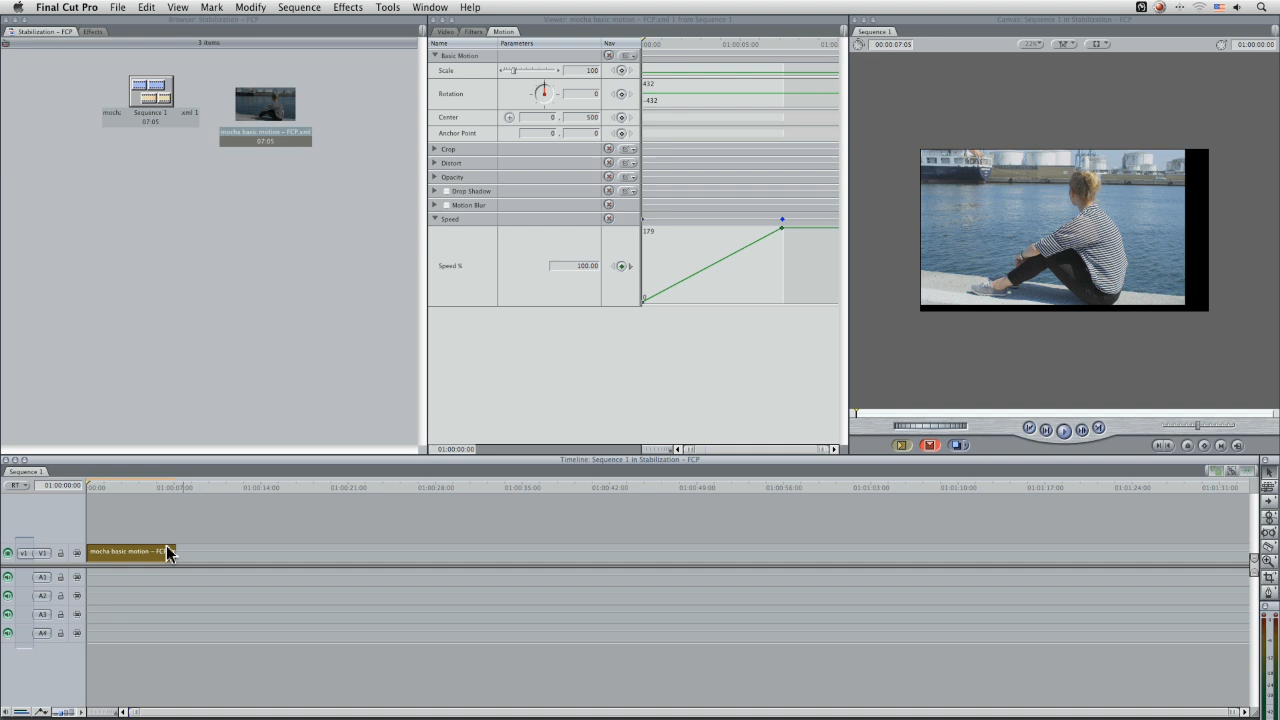 Final Cut Pro File Edit View Mark Modify Sequence Effects Tools Window Help
Browser: Stabilization – FCP
Viewer: mocha basic motion – FCP.xml 1 from Sequence 1
Canvas: Sequence 1 in Stabilization – FCP
Stabilization – FCP Effects
Video Filters Motion
Sequence 1
3 items
Name Parameters Nav
00:00 01:00:05:00 01:00
00:00:07:05 22% 01:00:00:00
Basic Motion
Scale 100
432
Rotation 0
-432
Center 0 , 500
Anchor Point 0 , 0
Crop
Distort
Opacity
Drop Shadow
Motion Blur
Speed
179
Speed % 100.00
0
Sequence 1 .xml 1
07:05
mocha basic motion – FCP.xml
07:05
01:00:00:00
Timeline: Sequence 1 in Stabilization – FCP
Sequence 1
RT 01:00:00:00 00:00 01:00:07:00 01:00:14:00 01:00:21:00 01:00:28:00 01:00:35:00 01:00:42:00 01:00:49:00 01:00:56:00 01:01:03:00 01:01:10:00 01:01:17:00 01:01:24:00 01:01:31:00
v1 V1 mocha basic motion – FCP
A1
A2
A3
A4